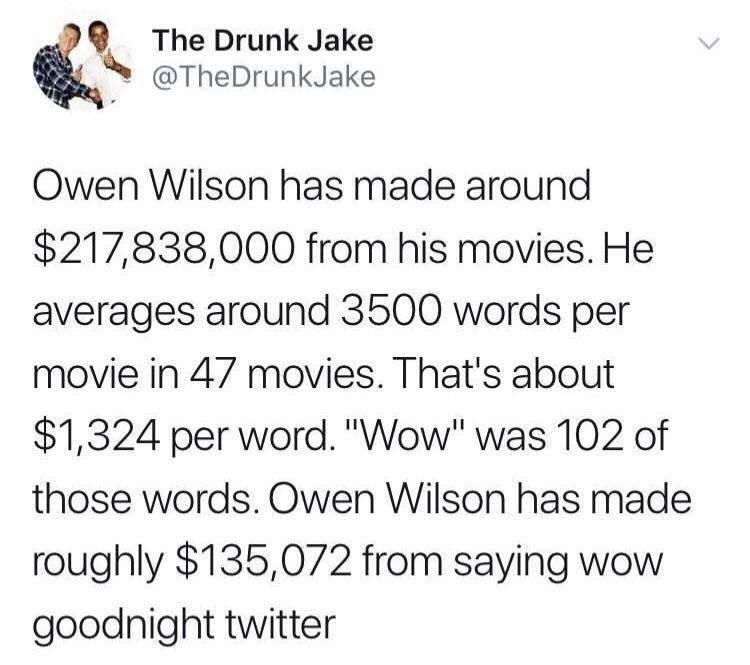 The Drunk Jake
@TheDrunkJake
Owen Wilson has made around
$217,838,000 from his movies. He
averages around 3500 words per
movie in 47 movies. That's about
$1,324 per word. "Wow" was 102 of
those words. Owen Wilson has made
roughly $135,072 from saying wow
goodnight twitter